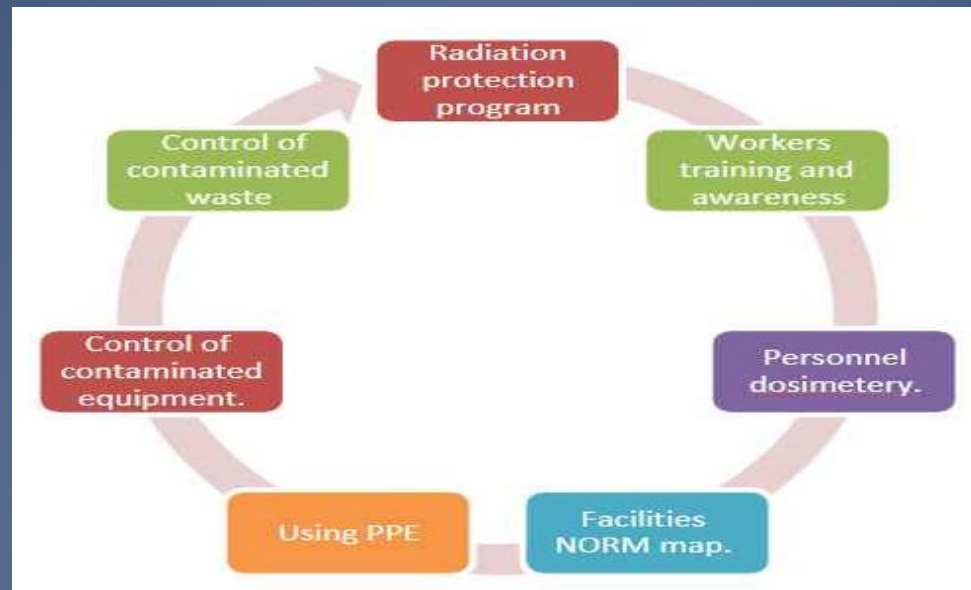 Radiation
protection
program
Workers
training and
awareness
Personnel
dosimetery.
Facilities
NORM map.
Using PPE
Control of
contaminated
equipment.
Control of
contaminated
waste